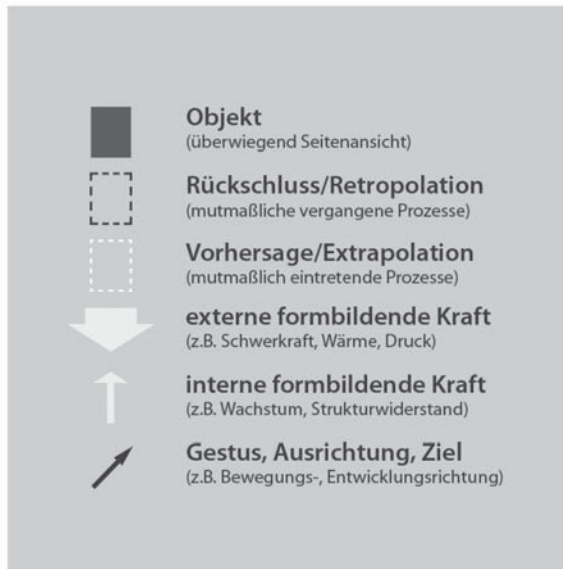 Objekt
(überwiegend Seitenansicht)
Rückschluss/Retropolation
(mutmaßliche vergangene Prozesse)
Vorhersage/Extrapolation
(mutmaßlich eintretende Prozesse)
externe formbildende Kraft
(z.B. Schwerkraft, Wärme, Druck)
interne formbildende Kraft
(z.B. Wachstum, Strukturwiderstand)
Gestus, Ausrichtung, Ziel
(z.B. Bewegungs-, Entwicklungsrichtung)